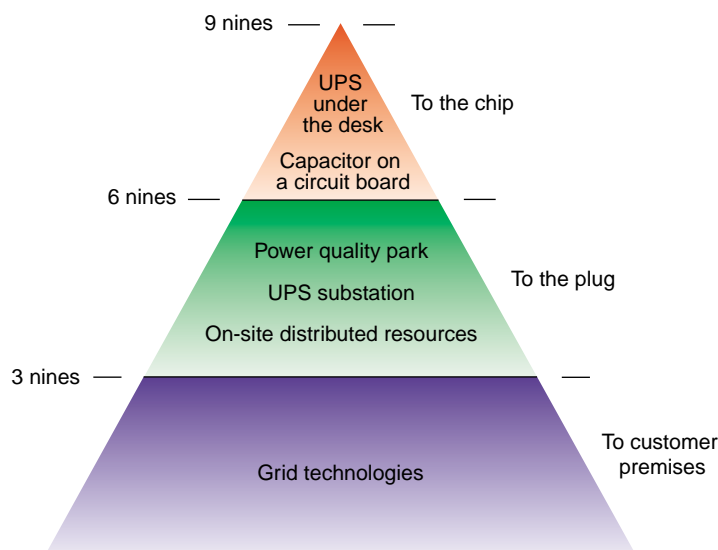 9 nines
UPS
under
the desk
To the chip
Capacitor on
a circuit board
6 nines
Power quality park
To the plug
UPS substation
On-site distributed resources
3 nines
To customer
premises
Grid technologies